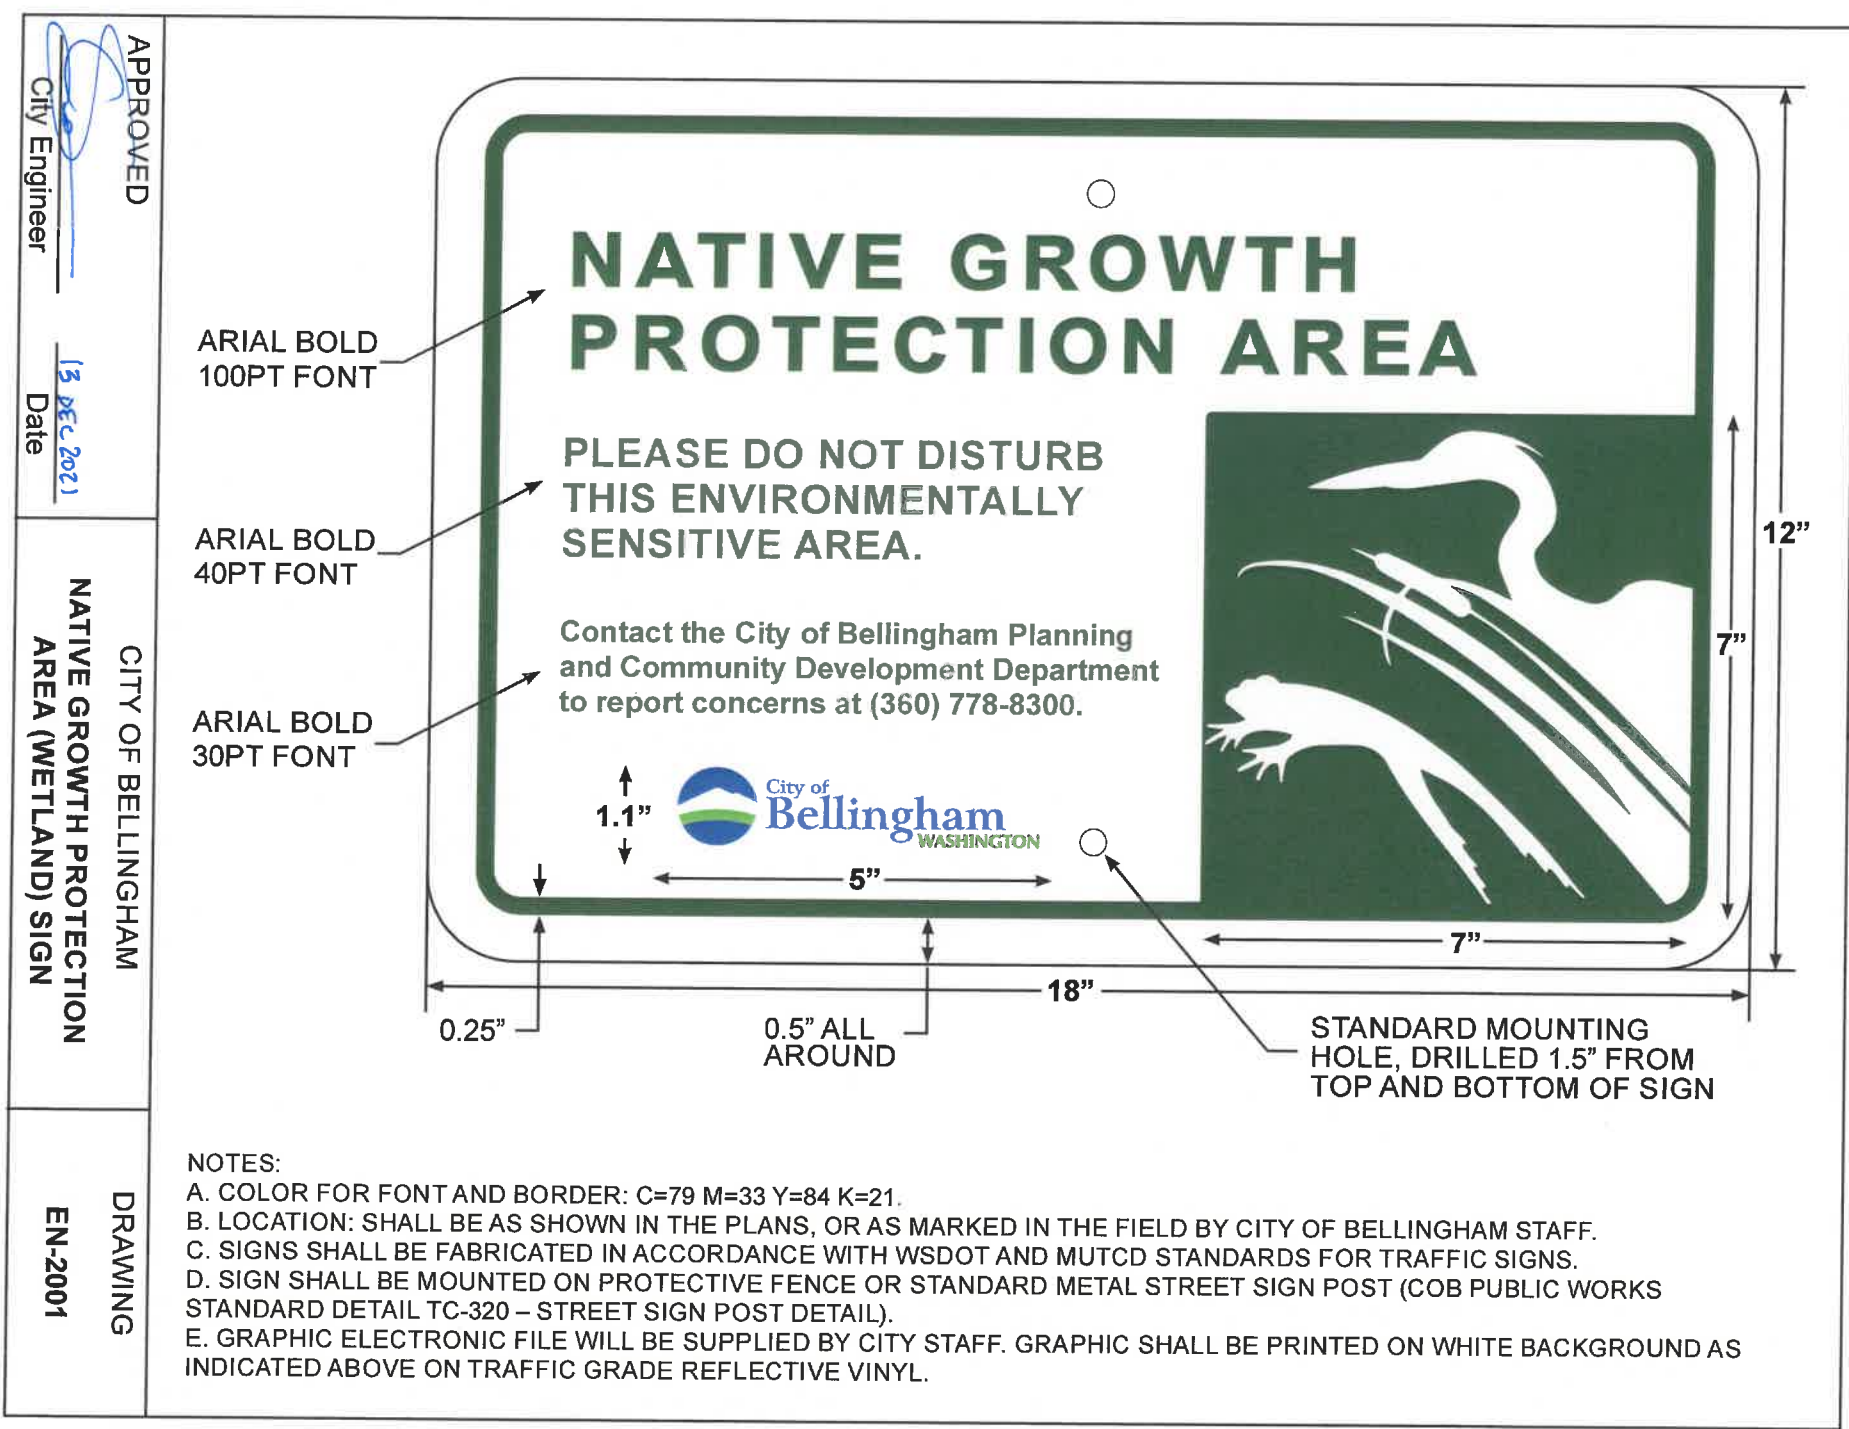 APPROVED
City Engineer
13 DEC 2021
Date
CITY OF BELLINGHAM
NATIVE GROWTH PROTECTION
AREA (WETLAND) SIGN
DRAWING
EN-2001
NATIVE GROWTH
PROTECTION AREA
ARIAL BOLD
100PT FONT
PLEASE DO NOT DISTURB
THIS ENVIRONMENTALLY
SENSITIVE AREA.
ARIAL BOLD
40PT FONT
Contact the City of Bellingham Planning
and Community Development Department
to report concerns at (360) 778-8300.
ARIAL BOLD
30PT FONT
1.1”
City of
Bellingham
WASHINGTON
5”
12”
7”
7”
18”
0.25”
0.5” ALL
AROUND
STANDARD MOUNTING
HOLE, DRILLED 1.5” FROM
TOP AND BOTTOM OF SIGN
NOTES:
A. COLOR FOR FONT AND BORDER: C=79 M=33 Y=84 K=21.
B. LOCATION: SHALL BE AS SHOWN IN THE PLANS, OR AS MARKED IN THE FIELD BY CITY OF BELLINGHAM STAFF.
C. SIGNS SHALL BE FABRICATED IN ACCORDANCE WITH WSDOT AND MUTCD STANDARDS FOR TRAFFIC SIGNS.
D. SIGN SHALL BE MOUNTED ON PROTECTIVE FENCE OR STANDARD METAL STREET SIGN POST (COB PUBLIC WORKS
STANDARD DETAIL TC-320 – STREET SIGN POST DETAIL).
E. GRAPHIC ELECTRONIC FILE WILL BE SUPPLIED BY CITY STAFF. GRAPHIC SHALL BE PRINTED ON WHITE BACKGROUND AS
INDICATED ABOVE ON TRAFFIC GRADE REFLECTIVE VINYL.